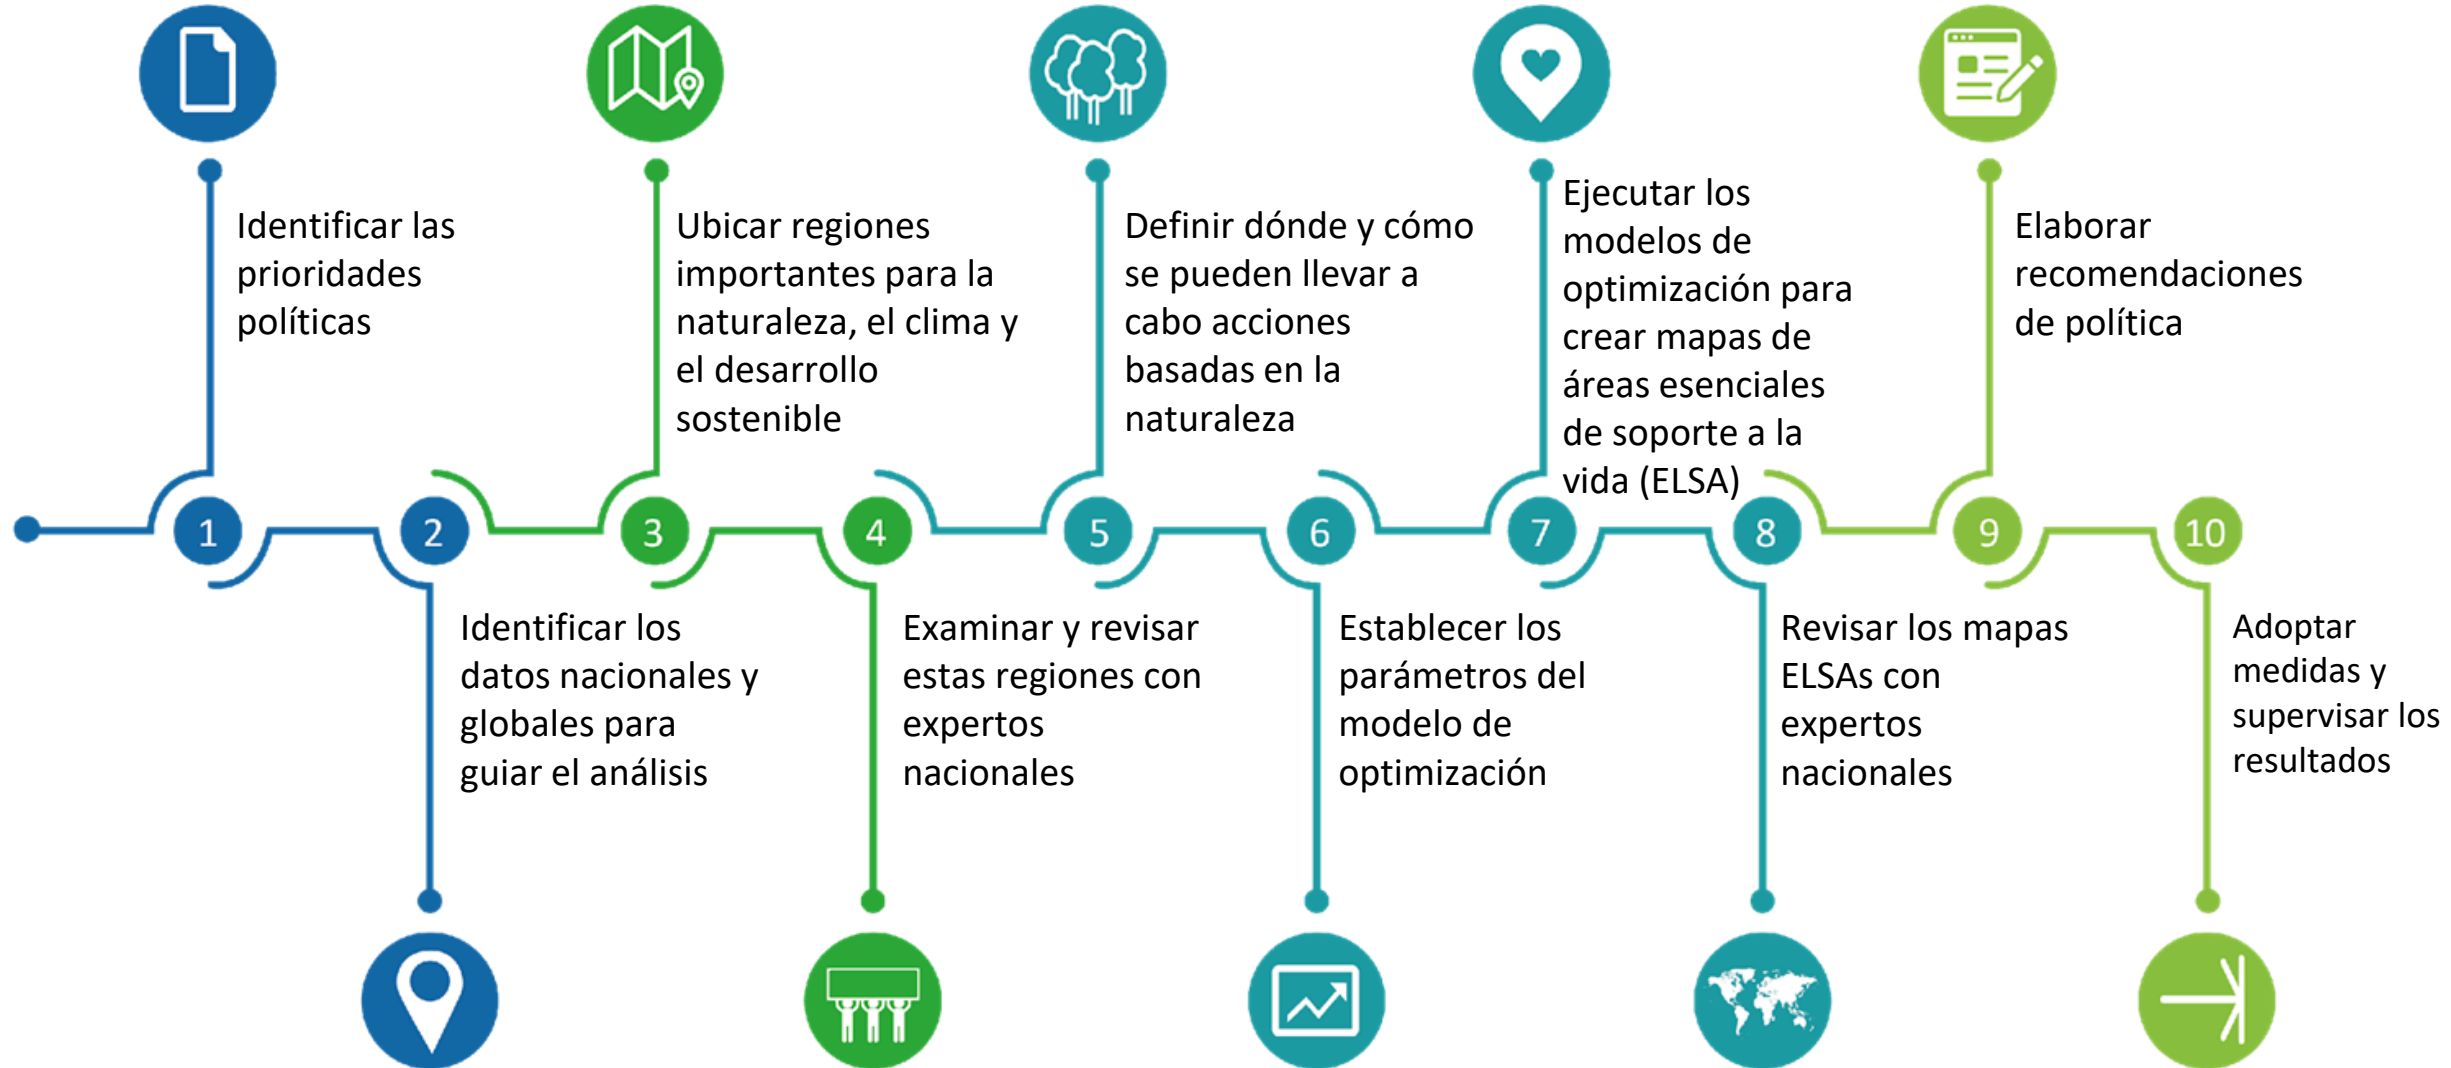 1
Identificar las
prioridades
políticas
2
Identificar los
datos nacionales y
globales para
guiar el análisis
3
Ubicar regiones
importantes para la
naturaleza, el clima y
el desarrollo
sostenible
4
Examinar y revisar
estas regiones con
expertos
nacionales
5
Definir dónde y cómo
se pueden llevar a
cabo acciones
basadas en la
naturaleza
6
Establecer los
parámetros del
modelo de
optimización
7
Ejecutar los
modelos de
optimización para
crear mapas de
áreas esenciales
de soporte a la
vida (ELSA)
8
Revisar los mapas
ELSAs con
expertos
nacionales
9
Elaborar
recomendaciones
de política
10
Adoptar
medidas y
supervisar los
resultados